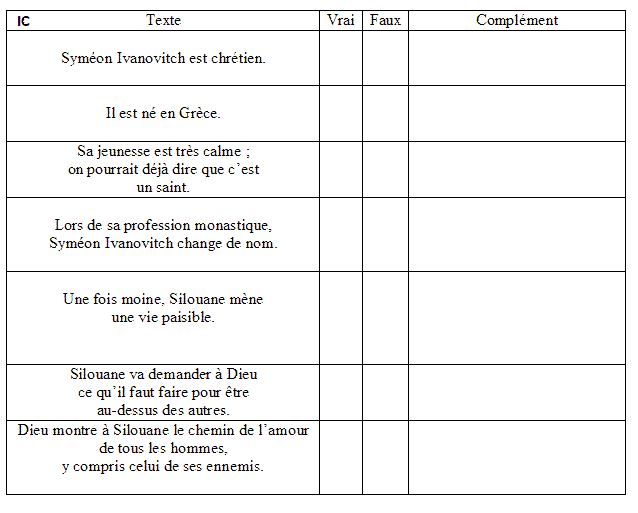 IC Texte Vrai Faux Complément
Syméon Ivanovitch est chrétien.
Il est né en Grèce.
Sa jeunesse est très calme ;
on pourrait déjà dire que c’est
un saint.
Lors de sa profession monastique,
Syméon Ivanovitch change de nom.
Une fois moine, Silouane mène
une vie paisible.
Silouane va demander à Dieu
ce qu’il faut faire pour être
au-dessus des autres.
Dieu montre à Silouane le chemin de l’amour
de tous les hommes,
y compris celui de ses ennemis.